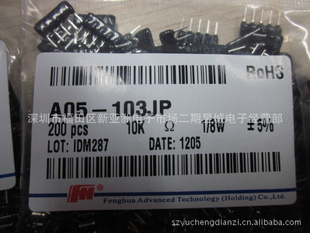 RoHS
A05-103JP
深圳市福田区新亚洲电子市场二期星城电子经营部
200 pcs 10K Ω 1/8W ±5%
LOT: IDM287 DATE: 1205
Fenghua Advanced Technology (Holding) Co., Ltd.
szyuchengdianzi.cn.alibaba.com